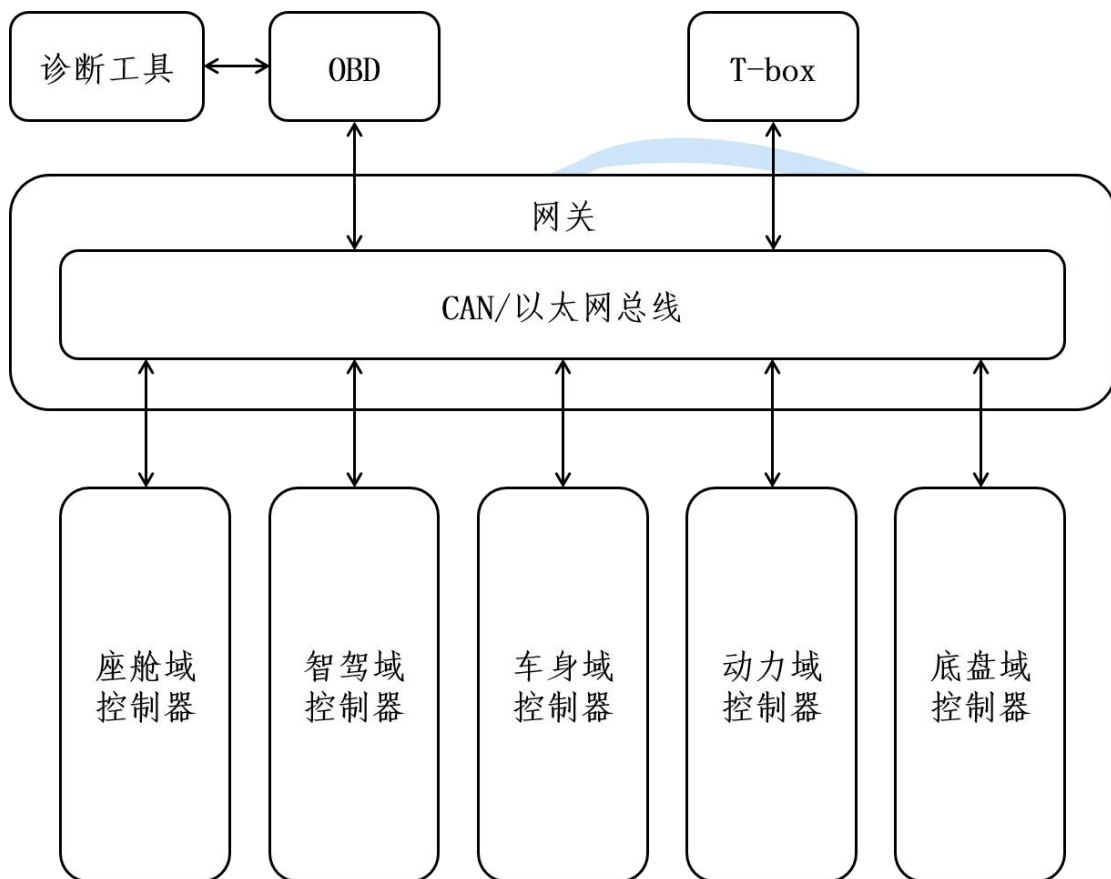 诊断工具
OBD
T-box
网关
CAN/以太网总线
座舱域
控制器
智驾域
控制器
车身域
控制器
动力域
控制器
底盘域
控制器